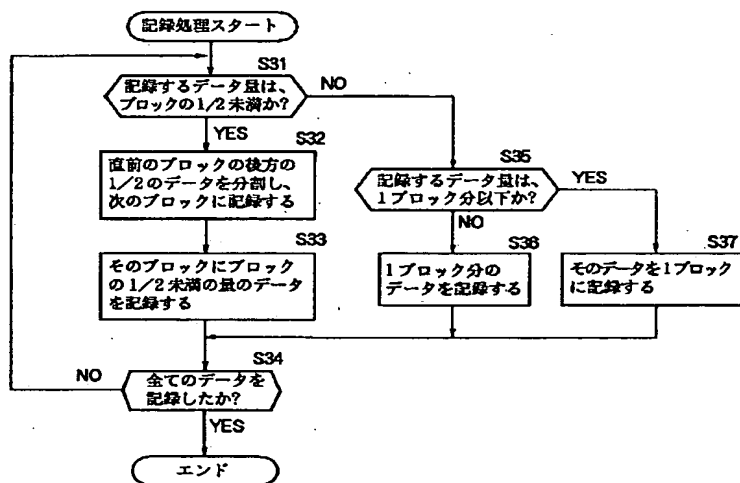 記録処理スタート
S31
記録するデータ量は、
ブロックの1/2未満か?
NO
YES
S32
直前のブロックの後方の
1/2のデータを分割し、
次のブロックに記録する
S33
そのブロックにブロック
の1/2未満の量のデータ
を記録する
S35
記録するデータ量は、
1ブロック分以下か?
YES
NO
S36
1ブロック分の
データを記録する
S37
そのデータを1ブロック
に記録する
S34
全てのデータを
記録したか?
NO
YES
エンド